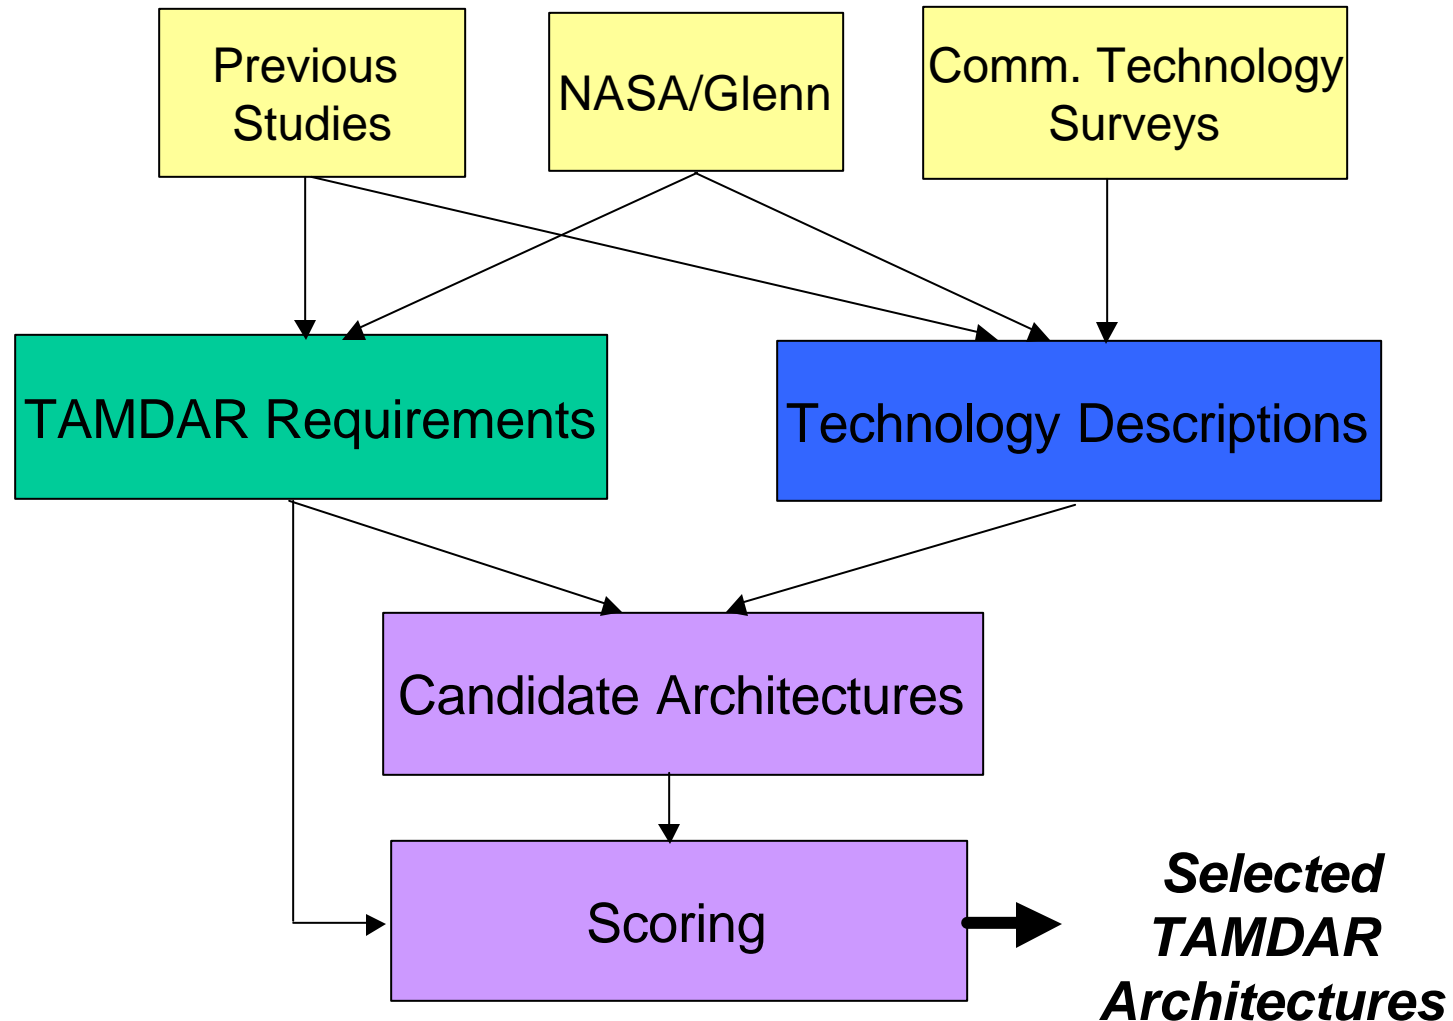 Previous
Studies
NASA/Glenn
Comm. Technology
Surveys
TAMDAR Requirements
Technology Descriptions
Candidate Architectures
Scoring
Selected
TAMDAR
Architectures